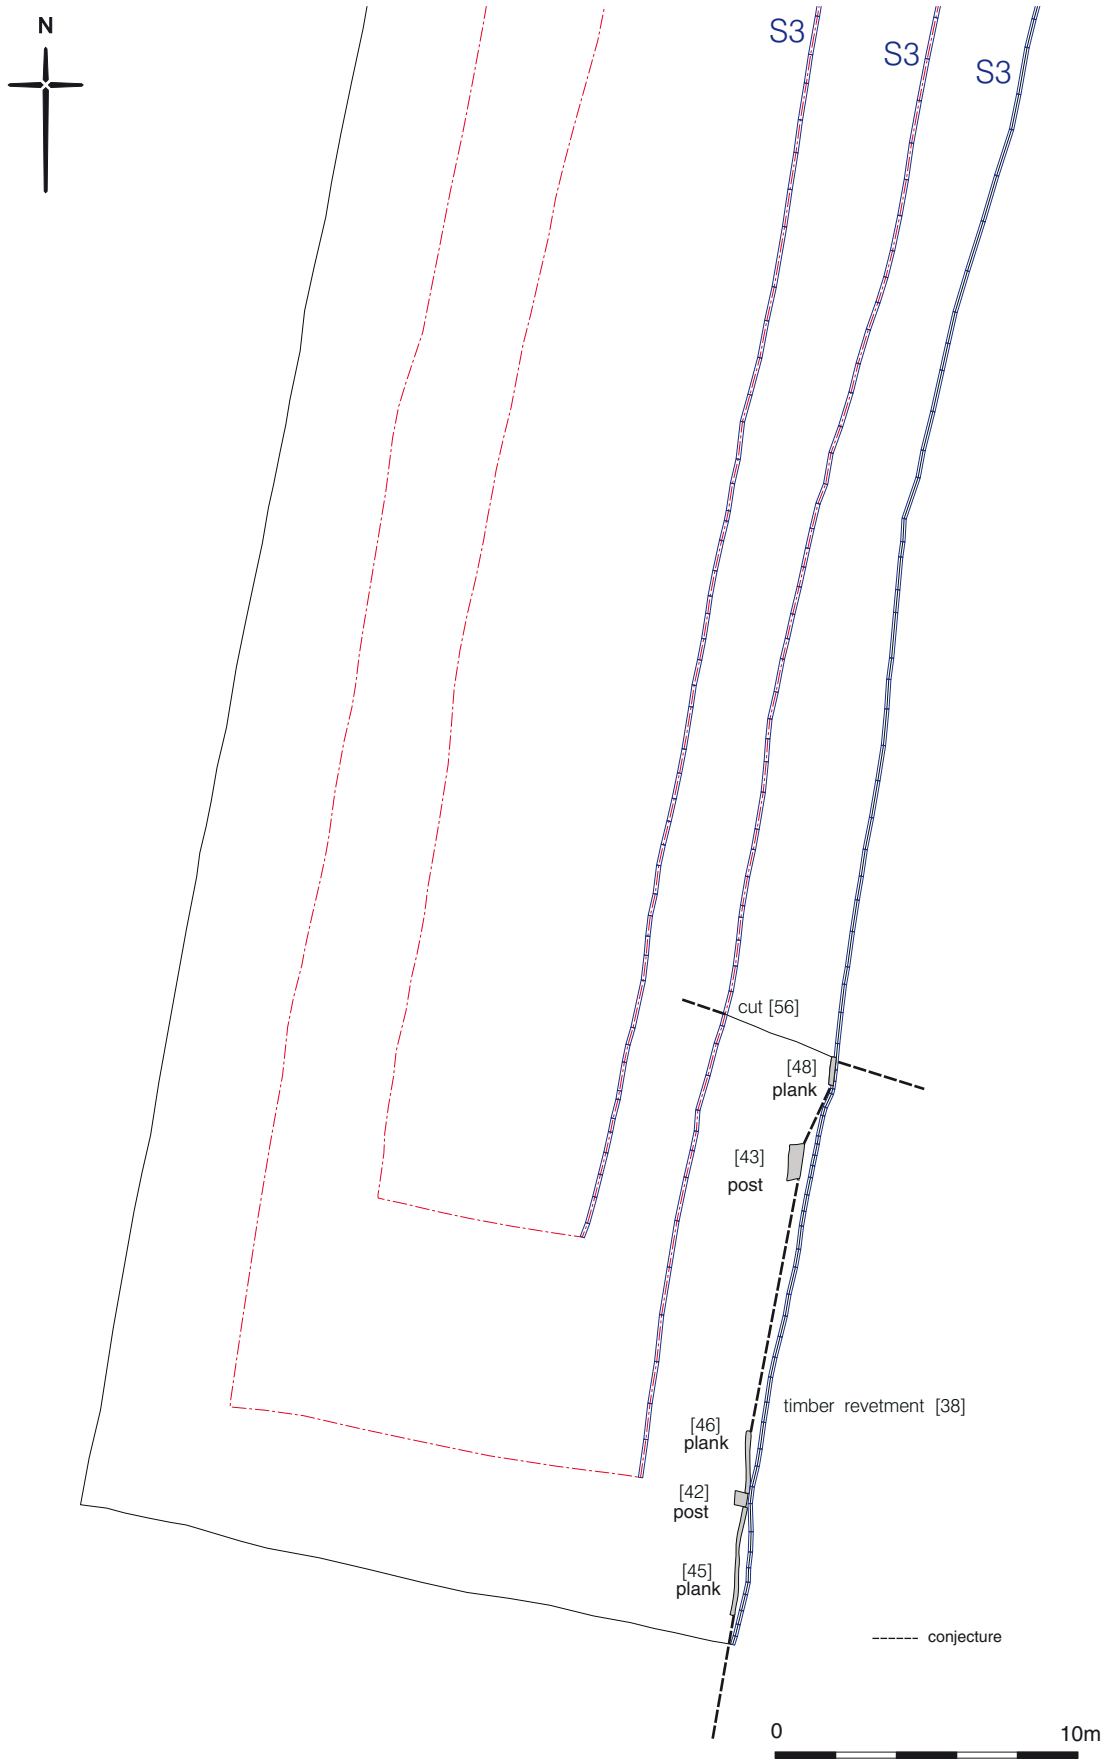 N
S3
S3
S3
cut [56]
[48]
plank
[43]
post
timber revetment [38]
[46]
plank
[42]
post
[45]
plank
conjecture
0 10m